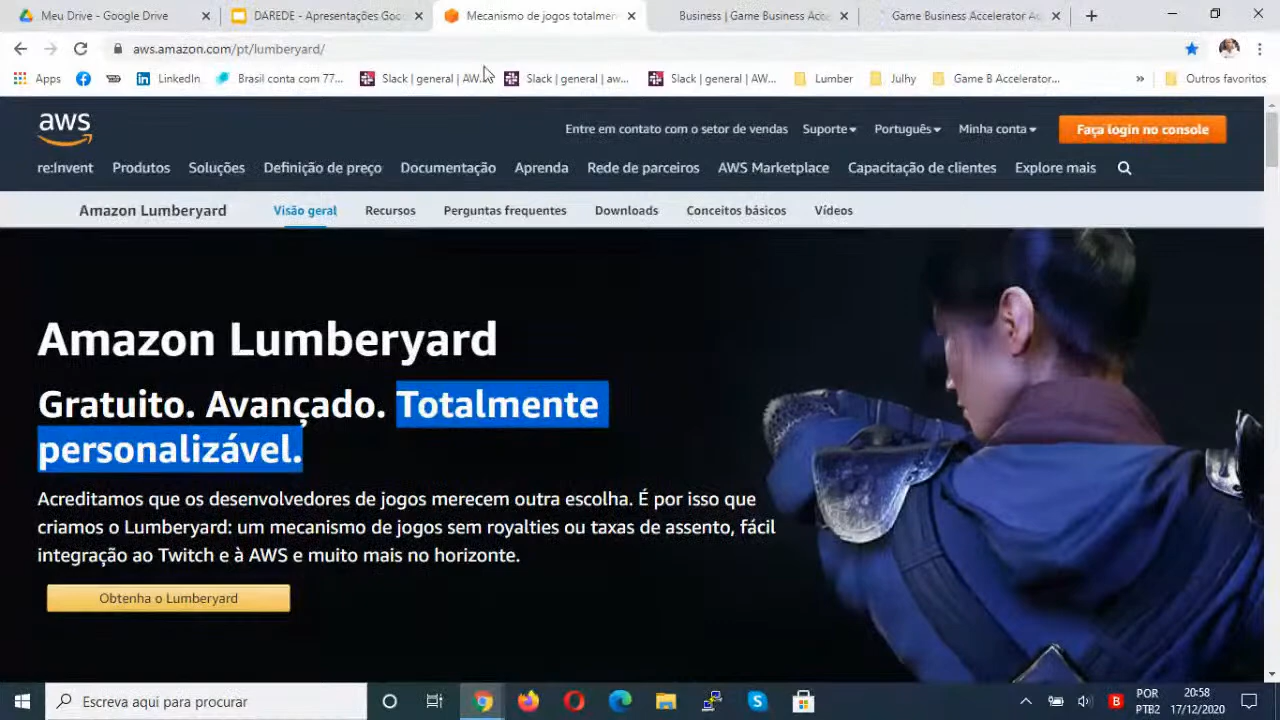 Meu Drive - Google Drive
DAREDE - Apresentações Goo
Mecanismo de jogos totalmen
Business | Game Business Acce
Game Business Accelerator A
aws.amazon.com/pt/lumberyard/
Apps
LinkedIn
Brasil conta com 77...
Slack | general | AW...
Slack | general | aw...
Slack | general | AW...
Lumber
Julhy
Game B Accelerator...
»
Outros favoritos
aws
Entre em contato com o setor de vendas
Suporte
Português
Minha conta
Faça login no console
re:Invent
Produtos
Soluções
Definição de preço
Documentação
Aprenda
Rede de parceiros
AWS Marketplace
Capacitação de clientes
Explore mais
Amazon Lumberyard
Visão geral
Recursos
Perguntas frequentes
Downloads
Conceitos básicos
Vídeos
Amazon Lumberyard
Gratuito. Avançado. Totalmente
personalizável.
Acreditamos que os desenvolvedores de jogos merecem outra escolha. É por isso que
criamos o Lumberyard: um mecanismo de jogos sem royalties ou taxas de assento, fácil
integração ao Twitch e à AWS e muito mais no horizonte.
Obtenha o Lumberyard
Escreva aqui para procurar
POR
PTB2
20:58
17/12/2020